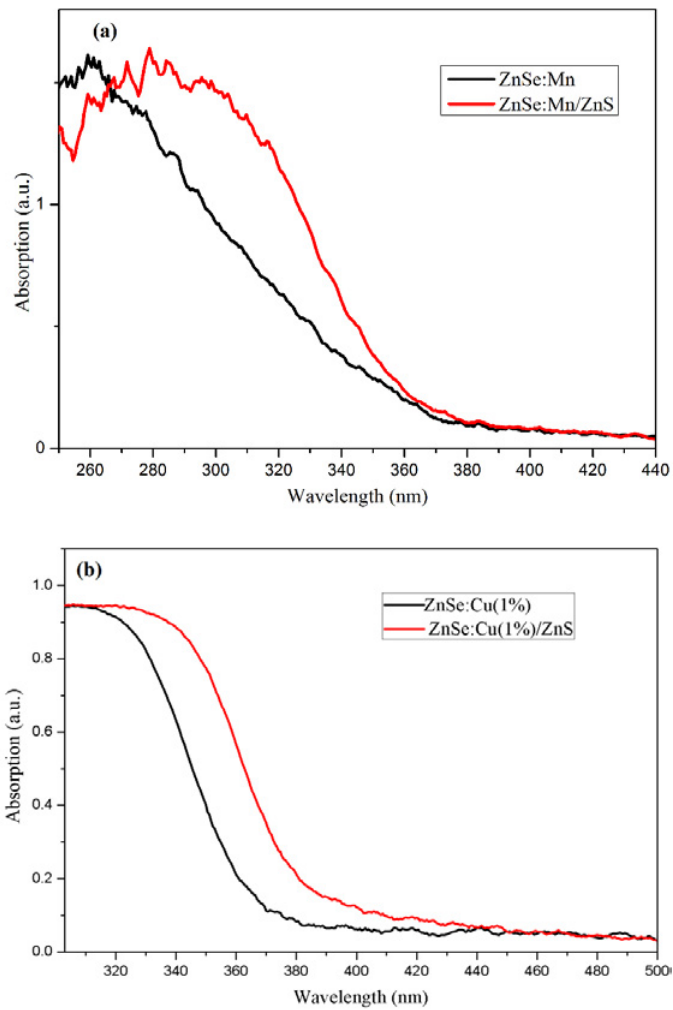 (a)
ZnSe:Mn
ZnSe:Mn/ZnS
Absorption (a.u.)
1
0
260 280 300 320 340 360 380 400 420 440
Wavelength (nm)
(b)
ZnSe:Cu(1%)
ZnSe:Cu(1%)/ZnS
Absorption (a.u.)
1.0
0.8
0.6
0.4
0.2
0.0
320 340 360 380 400 420 440 460 480 500
Wavelength (nm)